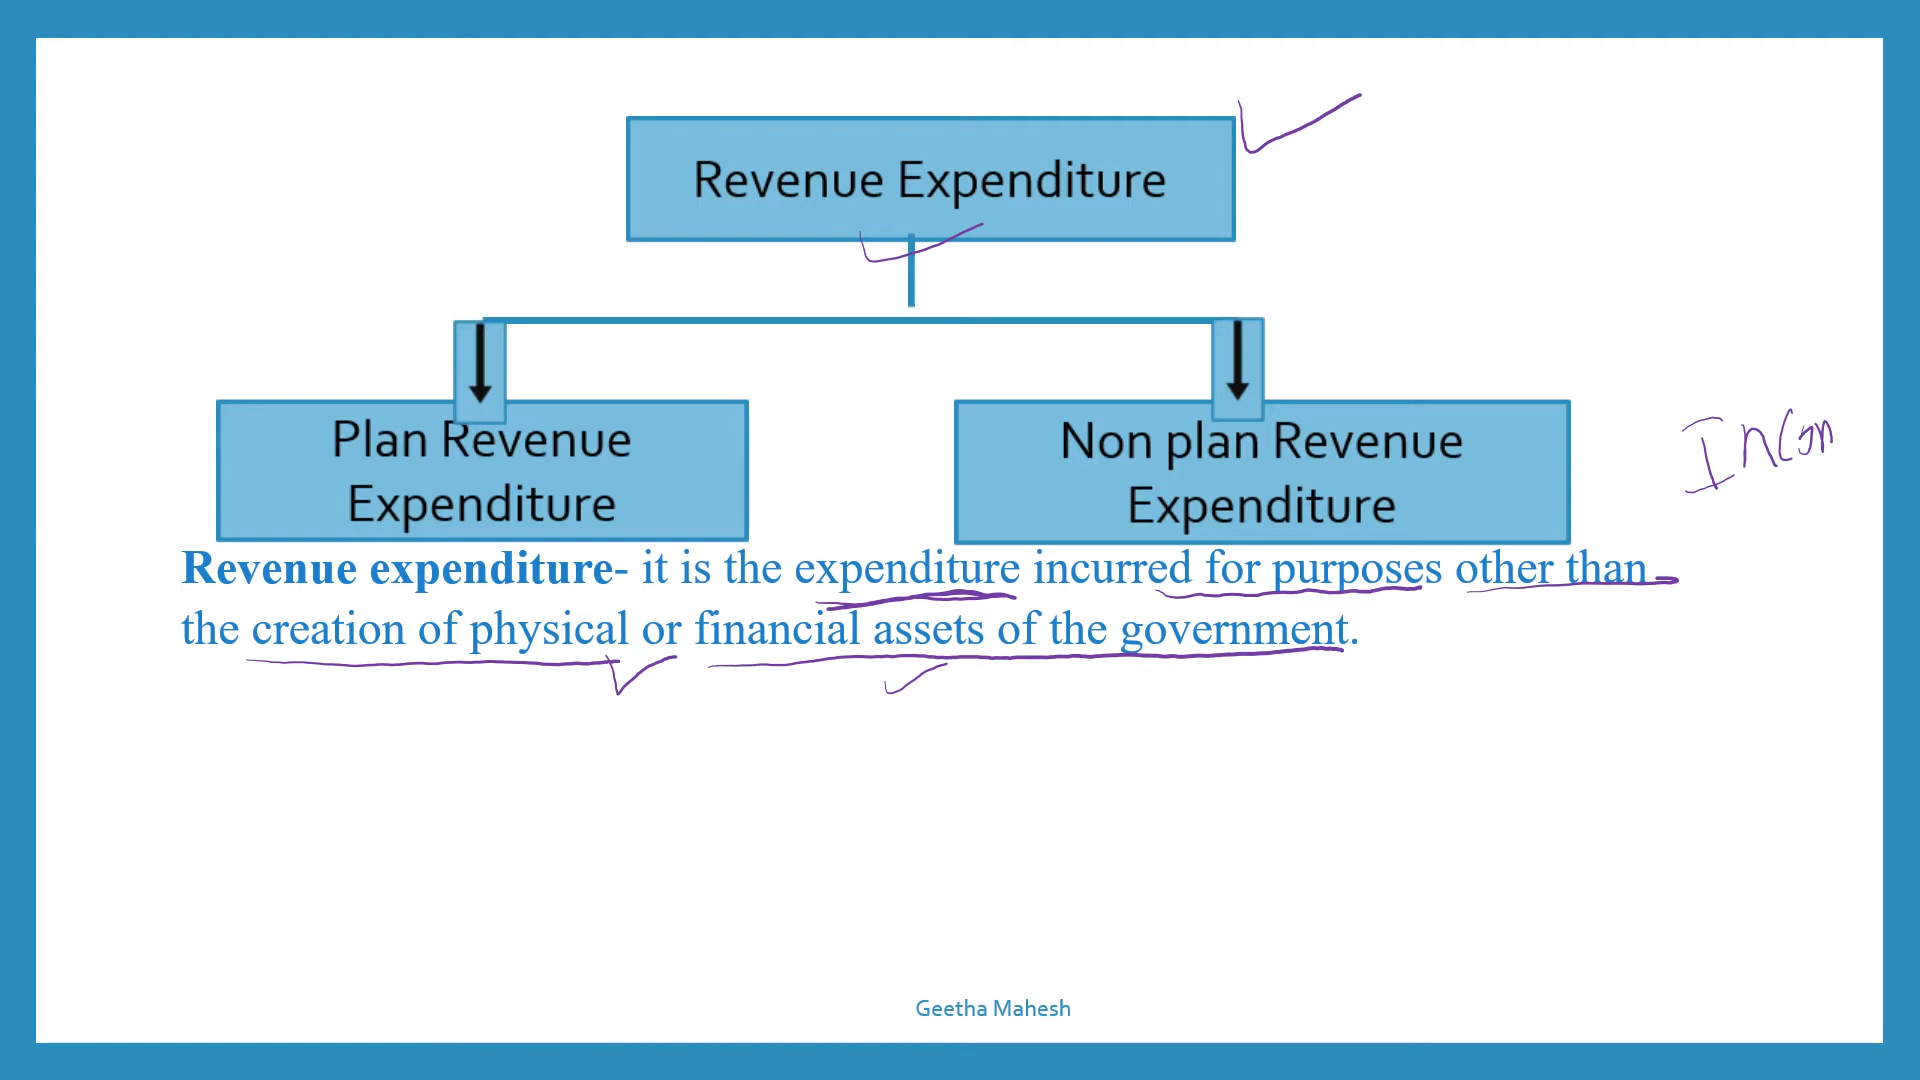 Revenue Expenditure
Plan Revenue
Expenditure
Non plan Revenue
Expenditure
Incom
Revenue expenditure- it is the expenditure incurred for purposes other than
the creation of physical or financial assets of the government.
Geetha Mahesh